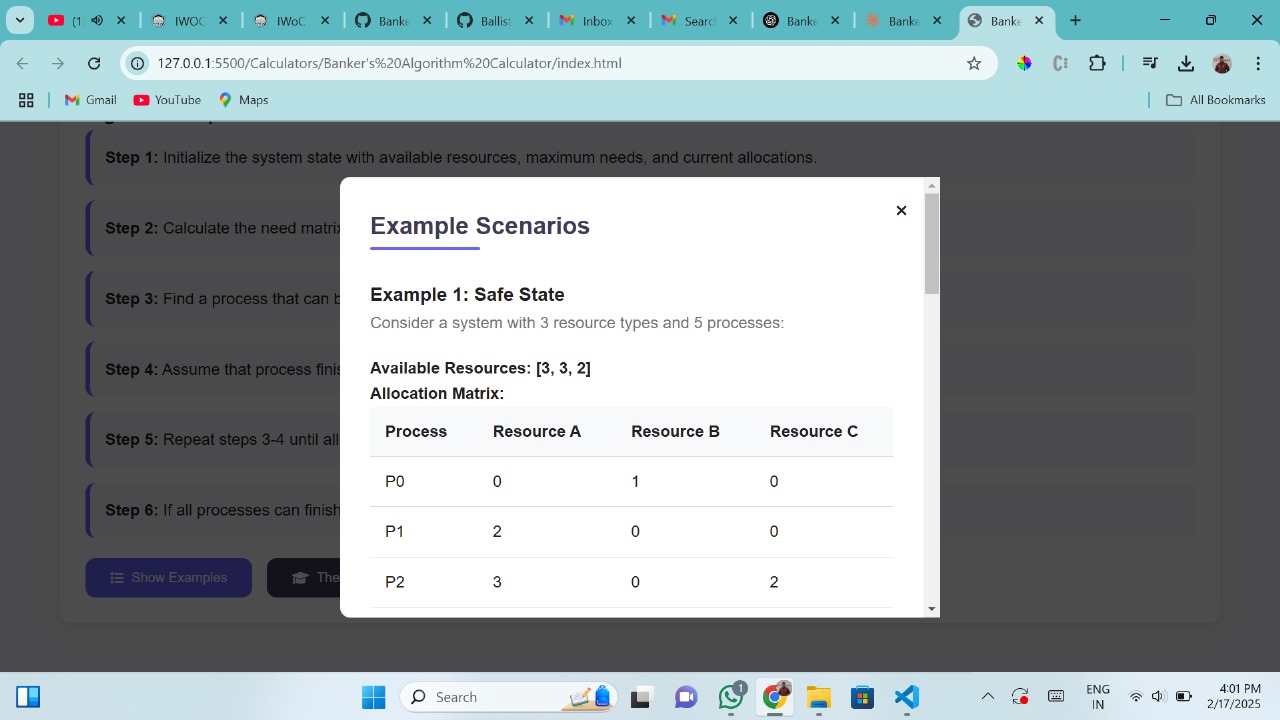 (1
IWOC
IWoC
Banke
Ballist
Inbox
Searc
Banke
Banke
Banke
127.0.0.1:5500/Calculators/Banker's%20Algorithm%20Calculator/index.html
Gmail
YouTube
Maps
All Bookmarks
Step 1: Initialize the system state with available resources, maximum needs, and current allocations.
Step 2: Calculate the need matrix
Step 3: Find a process that can b
Step 4: Assume that process finis
Step 5: Repeat steps 3-4 until all
Step 6: If all processes can finish
Show Examples
The
Example Scenarios
Example 1: Safe State
Consider a system with 3 resource types and 5 processes:
Available Resources: [3, 3, 2]
Allocation Matrix:
Process Resource A Resource B Resource C
P0 0 1 0
P1 2 0 0
P2 3 0 2
Search
1
ENG
IN
4:01 PM
2/17/2025